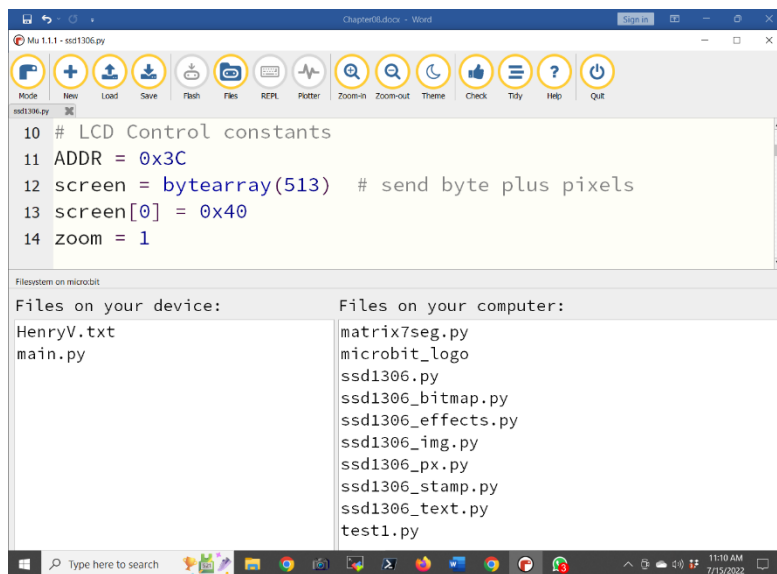 Chapter08.docx - Word
Sign in
Mu 1.1.1 - ssd1306.py
Mode New Load Save Flash Files REPL Plotter Zoom-in Zoom-out Theme Check Tidy Help Quit
ssd1306.py
10 # LCD Control constants
11 ADDR = 0x3C
12 screen = bytearray(513)  # send byte plus pixels
13 screen[0] = 0x40
14 zoom = 1
Filesystem on micro:bit
Files on your device:
HenryV.txt
main.py
Files on your computer:
matrix7seg.py
microbit_logo
ssd1306.py
ssd1306_bitmap.py
ssd1306_effects.py
ssd1306_img.py
ssd1306_px.py
ssd1306_stamp.py
ssd1306_text.py
test1.py
Type here to search
3
11:10 AM
7/15/2022